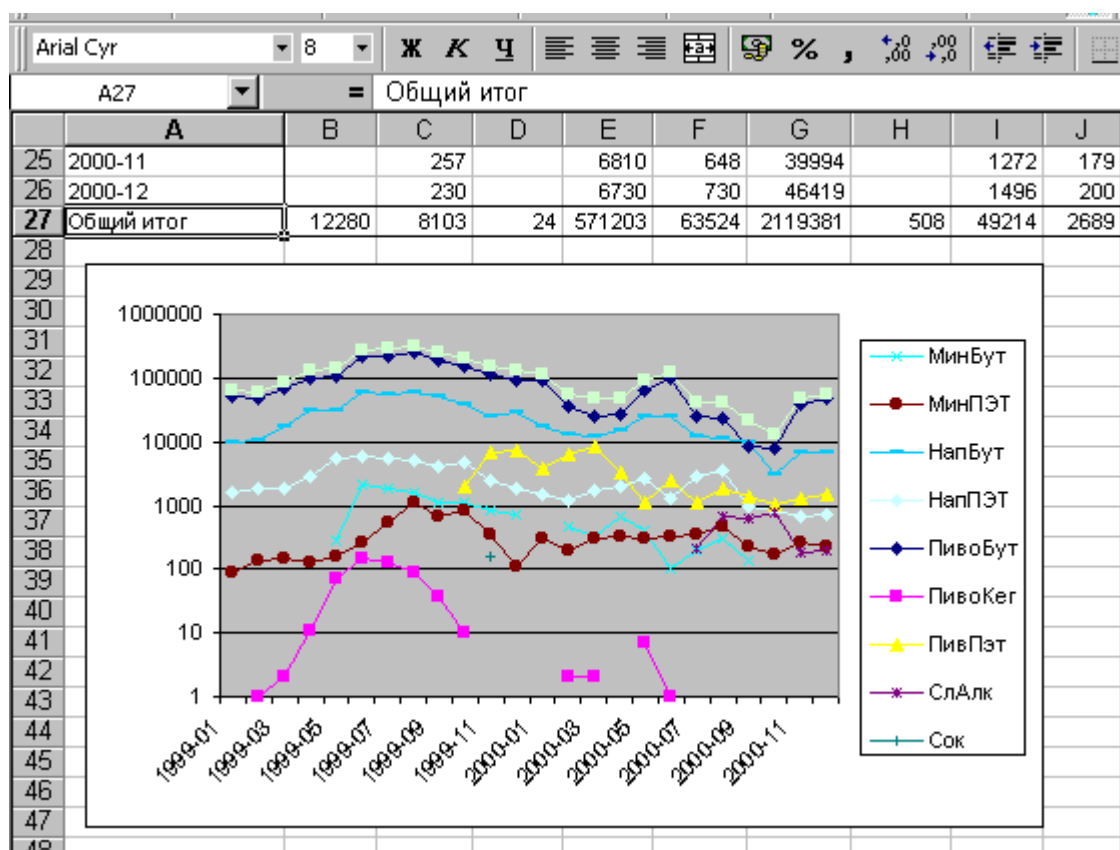 Arial Cyr 8 Ж К Ч % , ,0 ,00 ,00 ,0
A27 = Общий итог
A B C D E F G H I J
25 2000-11 257 6810 648 39994 1272 179
26 2000-12 230 6730 730 46419 1496 200
27 Общий итог 12280 8103 24 571203 63524 2119381 508 49214 2689
28
29
30
31
32
33
34
35
36
37
38
39
40
41
42
43
44
45
46
47
48
1000000
100000
10000
1000
100
10
1
1999-01 1999-03 1999-05 1999-07 1999-09 1999-11 2000-01 2000-03 2000-05 2000-07 2000-09 2000-11
МинБут
МинПЭТ
НапБут
НапПЭТ
ПивоБут
ПивоКег
ПивПэт
СлАлк
Сок